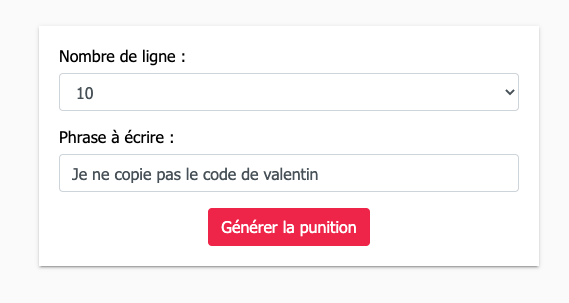 Nombre de ligne :
10
Phrase à écrire :
Je ne copie pas le code de valentin
Générer la punition